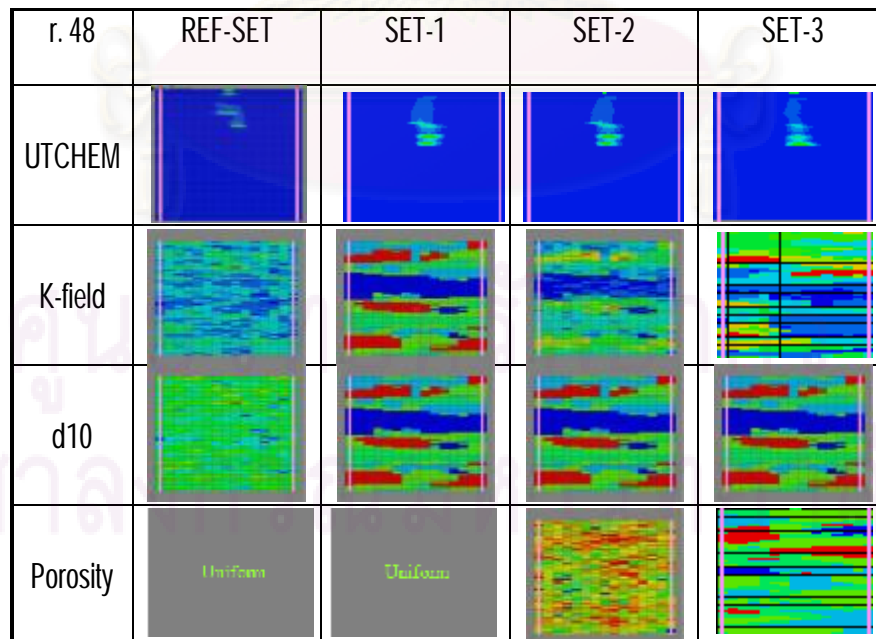 r. 48 REF-SET SET-1 SET-2 SET-3
UTCHEM
K-field
d10
Porosity Uniform Uniform